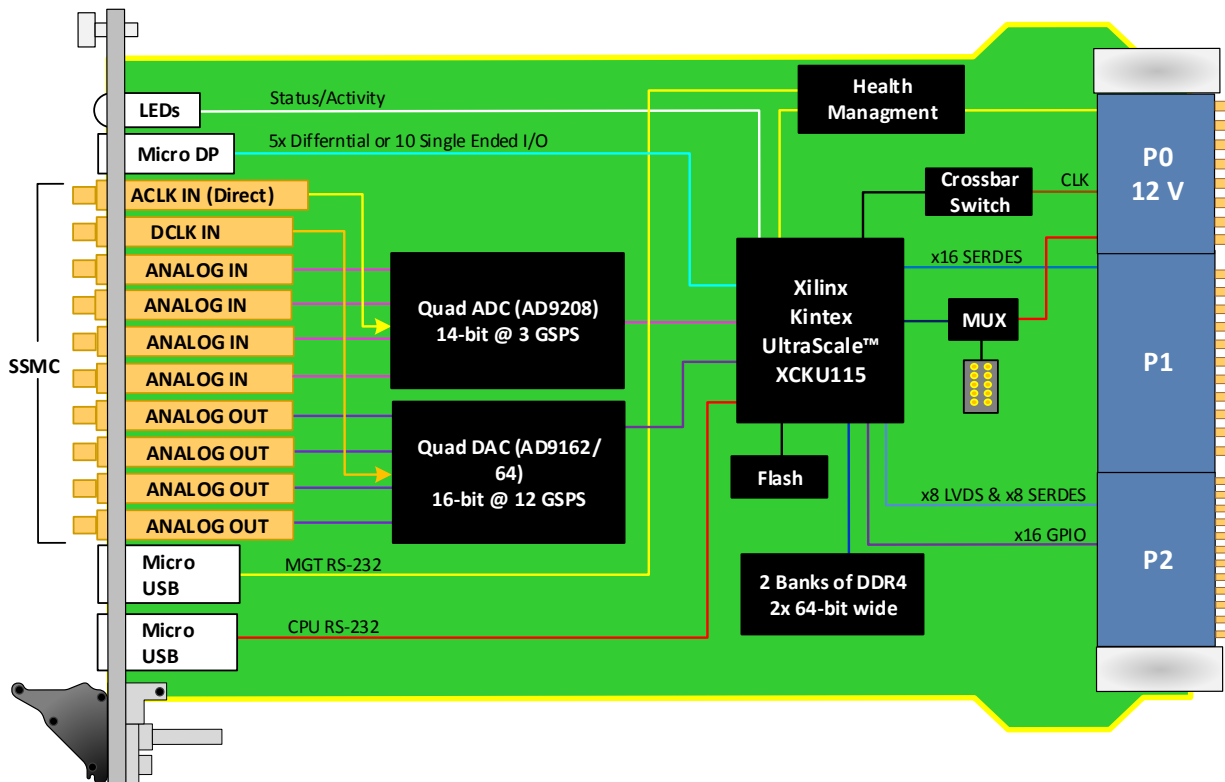 LEDs
Status/Activity
Micro DP
5x Differntial or 10 Single Ended I/O
SSMC
ACLK IN (Direct)
DCLK IN
ANALOG IN
ANALOG IN
ANALOG IN
ANALOG IN
ANALOG OUT
ANALOG OUT
ANALOG OUT
ANALOG OUT
Micro
USB
MGT RS-232
Micro
USB
CPU RS-232
Quad ADC (AD9208)
14-bit @ 3 GSPS
Quad DAC (AD9162/
64)
16-bit @ 12 GSPS
Health
Managment
Crossbar
Switch
CLK
Xilinx
Kintex
UltraScale™
XCKU115
x16 SERDES
MUX
Flash
x8 LVDS & x8 SERDES
x16 GPIO
2 Banks of DDR4
2x 64-bit wide
P0
12 V
P1
P2